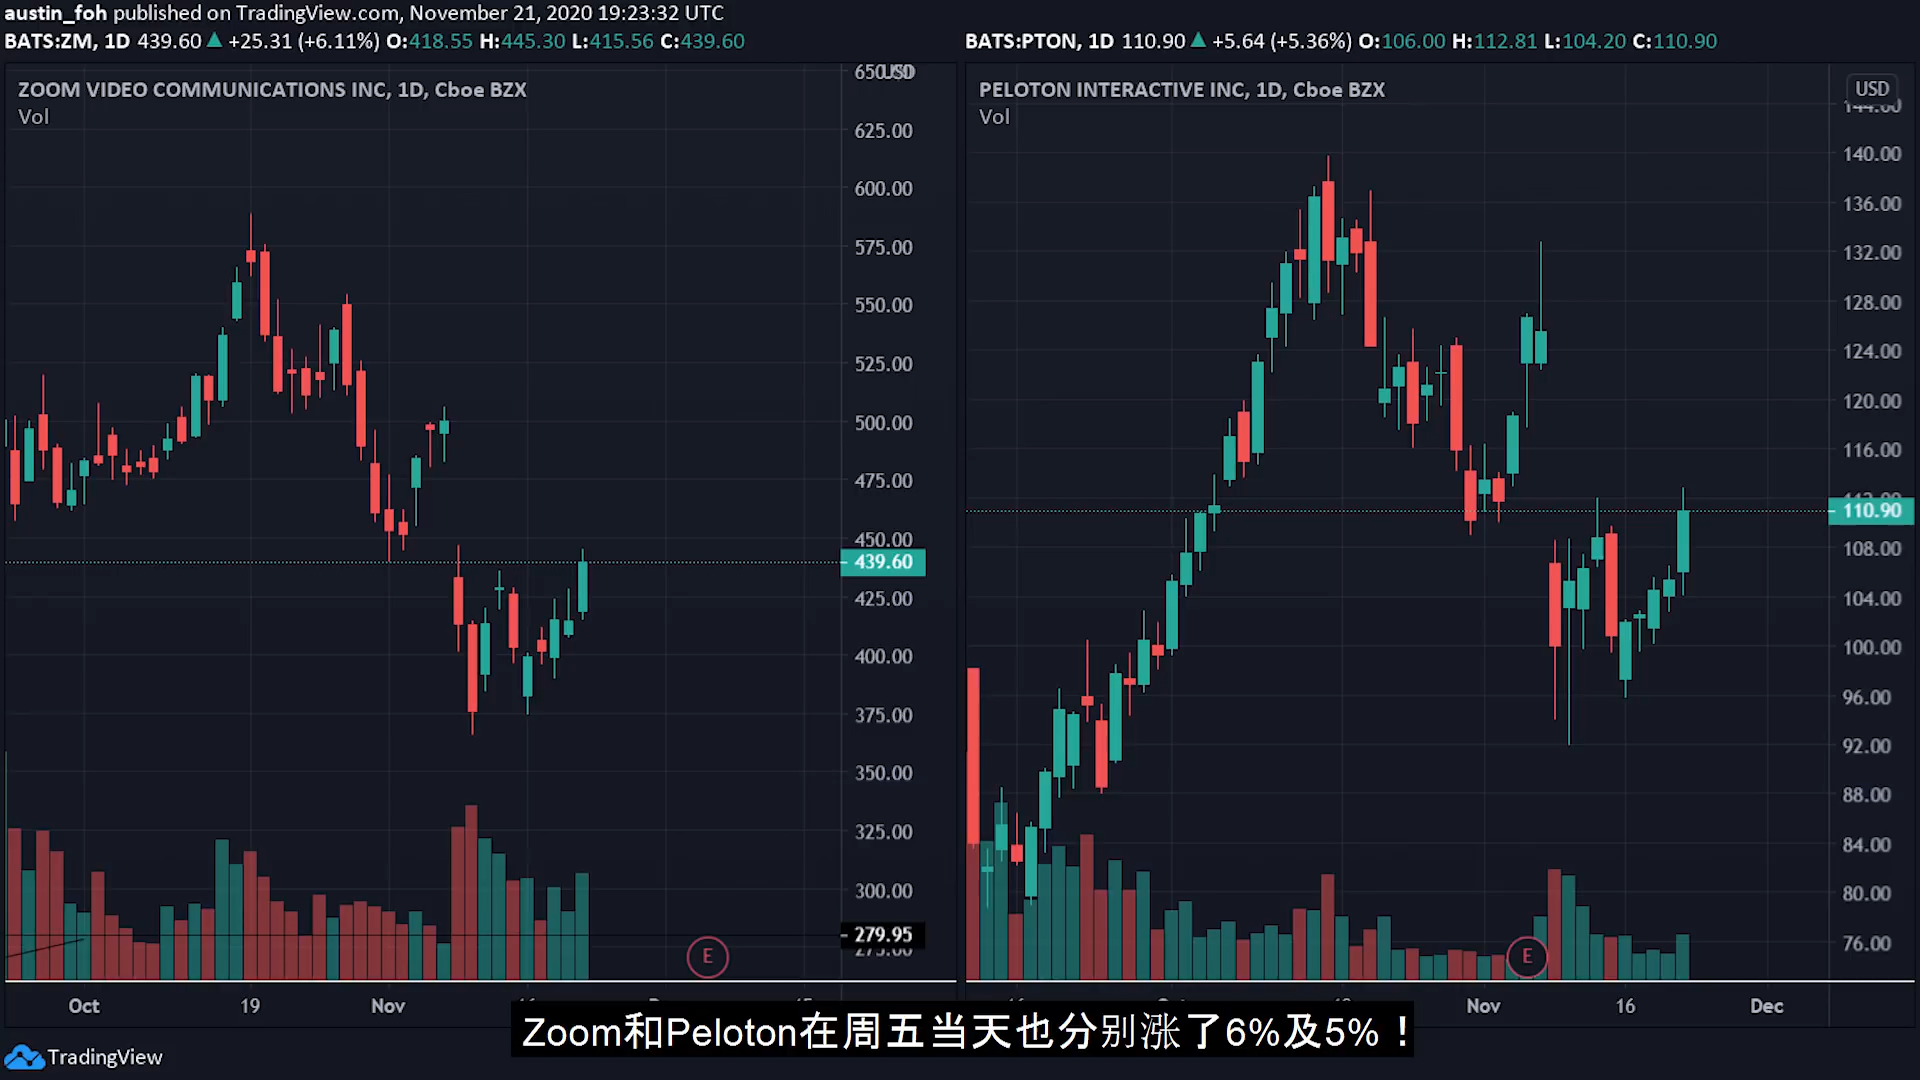 austin_foh published on TradingView.com, November 21, 2020 19:23:32 UTC
BATS:ZM, 1D 439.60 ▲ +25.31 (+6.11%) O:418.55 H:445.30 L:415.56 C:439.60
BATS:PTON, 1D 110.90 ▲ +5.64 (+5.36%) O:106.00 H:112.81 L:104.20 C:110.90
ZOOM VIDEO COMMUNICATIONS INC, 1D, Cboe BZX
Vol
650.00
USD
625.00
600.00
575.00
550.00
525.00
500.00
475.00
450.00
439.60
425.00
400.00
375.00
350.00
325.00
300.00
279.95
275.00
E
Oct 19 Nov
PELOTON INTERACTIVE INC, 1D, Cboe BZX
Vol
USD
144.00
140.00
136.00
132.00
128.00
124.00
120.00
116.00
112.00
110.90
108.00
104.00
100.00
96.00
92.00
88.00
84.00
80.00
76.00
E
Nov 16 Dec
Zoom和Peloton在周五当天也分别涨了6%及5%！
TradingView